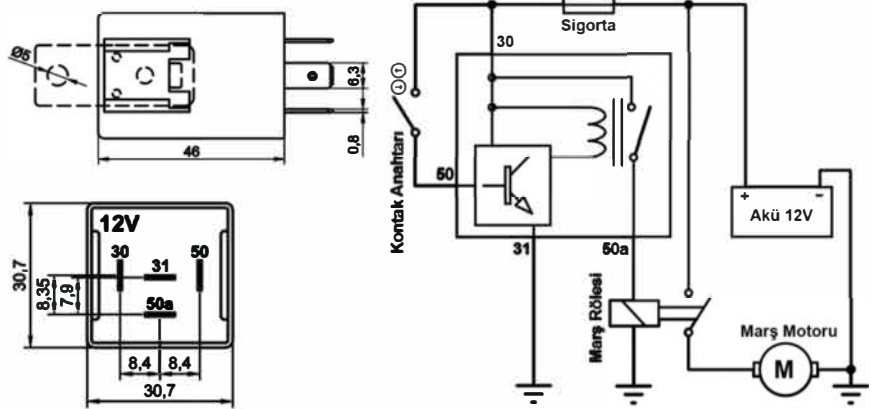 Ø5
6,3
0,8
46
12V
30
31
50
50a
30,7
8,35
7,9
8,4
8,4
30,7
Sigorta
30
Kontak Anahtarı
50
31
50a
Marş Rölesi
+
-
Akü 12V
Marş Motoru
M